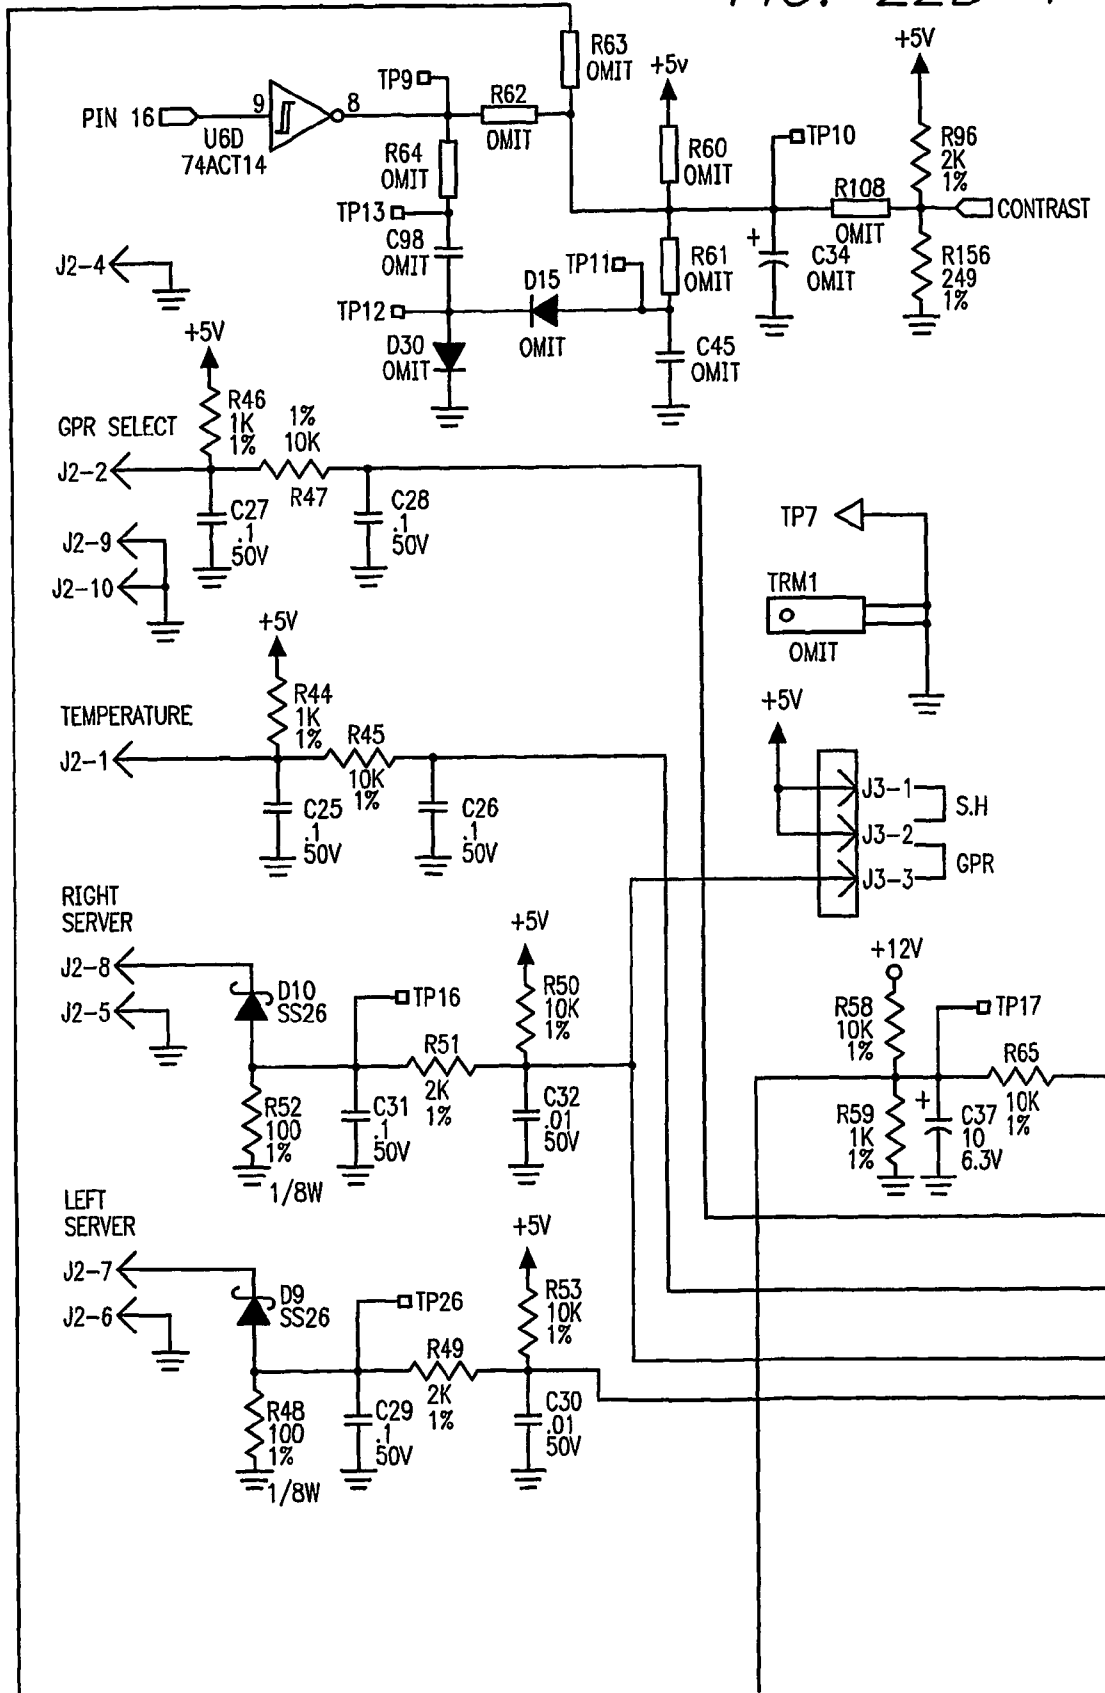 R63
OMIT
+5v
+5V
TP9
R62
OMIT
PIN 16
9
8
U6D
74ACT14
R64
OMIT
R60
OMIT
TP10
R96
2K
1%
TP13
R108
OMIT
CONTRAST
C98
OMIT
J2-4
TP11
R61
OMIT
+
C34
OMIT
R156
249
1%
D15
OMIT
TP12
D30
OMIT
C45
OMIT
+5V
R46
1K
1%
1%
10K
R47
GPR SELECT
J2-2
C27
.1
50V
C28
.1
50V
J2-9
J2-10
TP7
TRM1
OMIT
+5V
R44
1K
1%
TEMPERATURE
J2-1
R45
10K
1%
C25
.1
50V
C26
.1
50V
+5V
J3-1
J3-2
J3-3
S.H
GPR
RIGHT
SERVER
J2-8
J2-5
D10
SS26
TP16
+5V
R50
10K
1%
R51
2K
1%
R52
100
1%
1/8W
C31
.1
50V
C32
.01
50V
+12V
R58
10K
1%
TP17
R65
10K
1%
R59
1K
1%
+
C37
10
6.3V
LEFT
SERVER
J2-7
J2-6
D9
SS26
TP26
+5V
R53
10K
1%
R49
2K
1%
R48
100
1%
1/8W
C29
.1
50V
C30
.01
50V